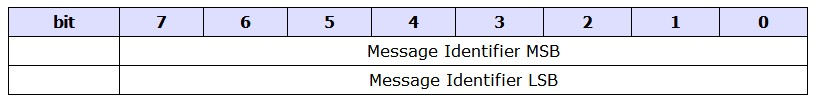 bit 7 6 5 4 3 2 1 0
Message Identifier MSB
Message Identifier LSB